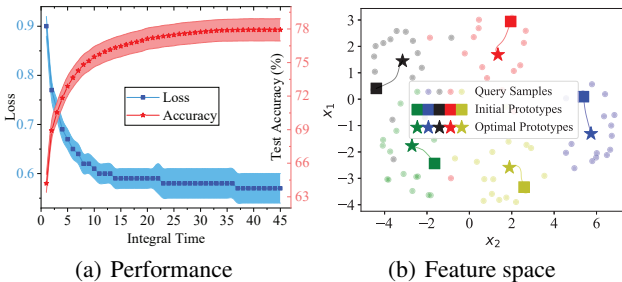 0.9
0.8
0.7
0.6
Loss
Loss
Accuracy
78
75
72
69
66
63
Test Accuracy (%)
0 5 10 15 20 25 30 35 40 45
Integral Time
(a) Performance
3
2
1
0
−1
−2
−3
−4
x1
Query Samples
Initial Prototypes
Optimal Prototypes
−4 −2 0 2 4 6
x2
(b) Feature space